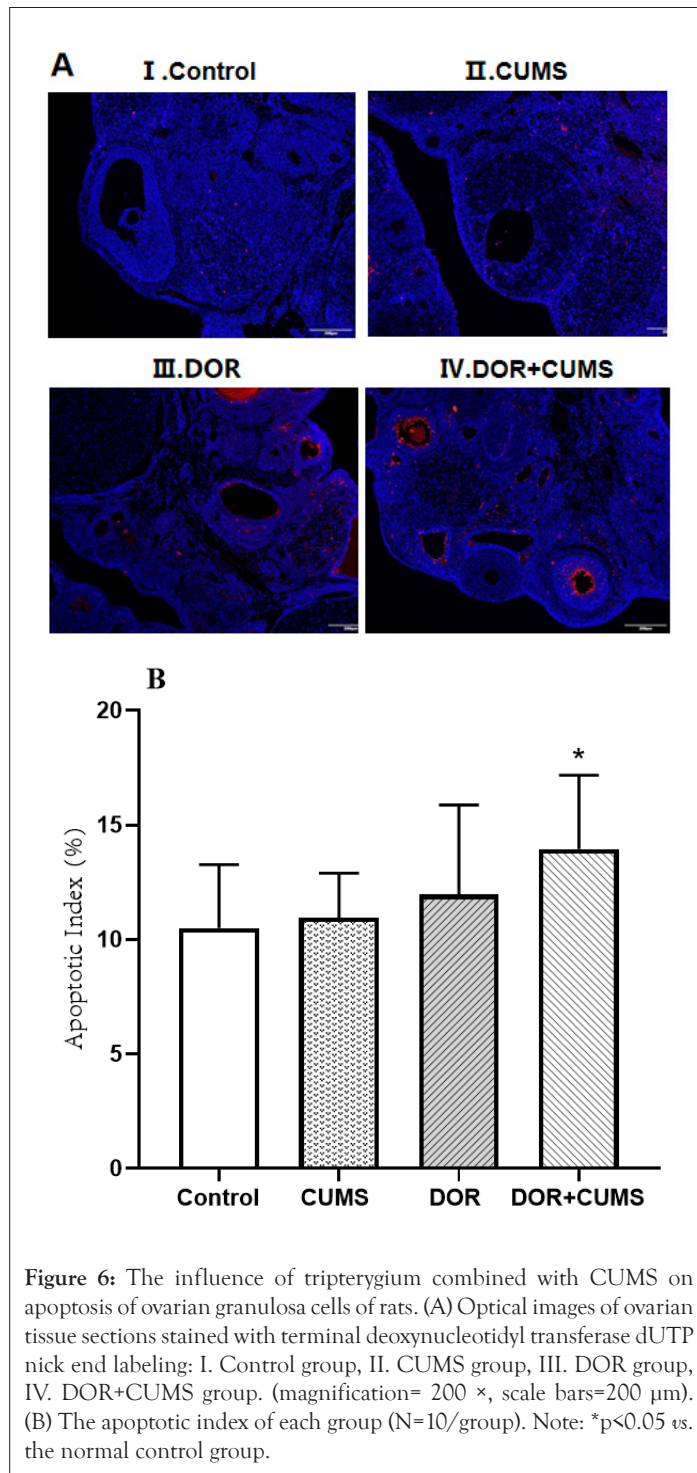 A
I .Control
II.CUMS
III.DOR
IV.DOR+CUMS
B
20
15
10
5
0
*
Apoptotic Index (%)
Control CUMS DOR DOR+CUMS
Figure 6: The influence of tripterygium combined with CUMS on
apoptosis of ovarian granulosa cells of rats. (A) Optical images of ovarian
tissue sections stained with terminal deoxynucleotidyl transferase dUTP
nick end labeling: I. Control group, II. CUMS group, III. DOR group,
IV. DOR+CUMS group. (magnification= 200 ×, scale bars=200 µm).
(B) The apoptotic index of each group (N=10/group). Note: *p<0.05 vs.
the normal control group.